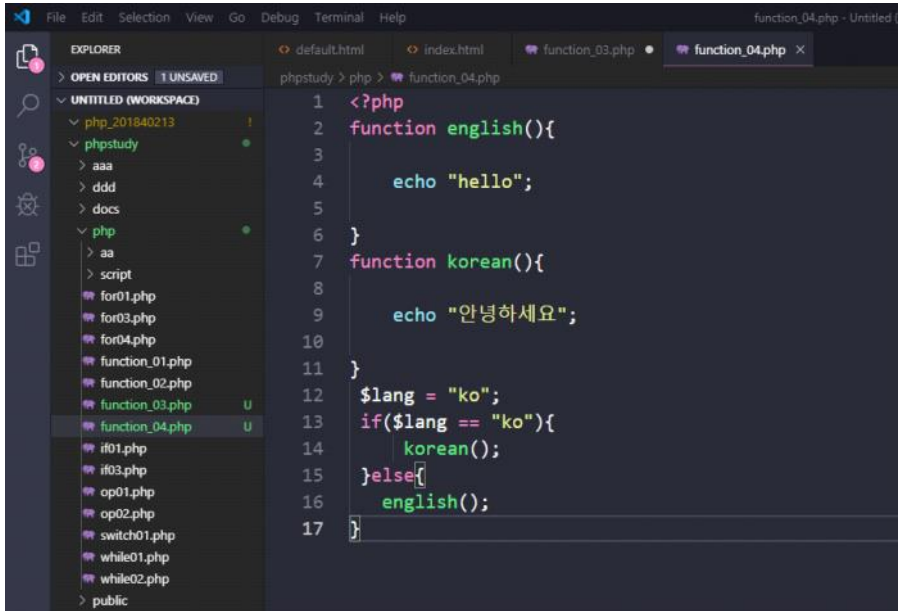 File Edit Selection View Go Debug Terminal Help function_04.php - Untitled (
EXPLORER
OPEN EDITORS 1 UNSAVED
UNTITLED (WORKSPACE)
php_201840213 !
phpstudy
aaa
ddd
docs
php
aa
script
for01.php
for03.php
for04.php
function_01.php
function_02.php
function_03.php U
function_04.php U
if01.php
if03.php
op01.php
op02.php
switch01.php
while01.php
while02.php
public
default.html index.html function_03.php function_04.php
phpstudy > php > function_04.php
1 <?php
2 function english(){
3
4 echo "hello";
5
6 }
7 function korean(){
8
9 echo "안녕하세요";
10
11 }
12 $lang = "ko";
13 if($lang == "ko"){
14 korean();
15 }else{
16 english();
17 }
2
2